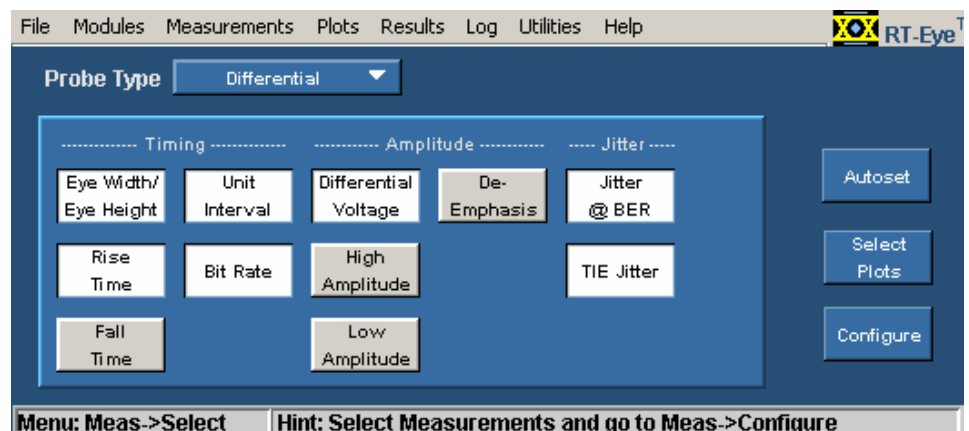 File Modules Measurements Plots Results Log Utilities Help
RT-Eye
Probe Type Differential
-------------- Timing --------------
------------ Amplitude ------------
----- Jitter -----
Eye Width/
Eye Height
Unit
Interval
Differential
Voltage
De-
Emphasis
Jitter
@ BER
Rise
Time
Bit Rate
High
Amplitude
TIE Jitter
Fall
Time
Low
Amplitude
Autoset
Select
Plots
Configure
Menu: Meas->Select
Hint: Select Measurements and go to Meas->Configure